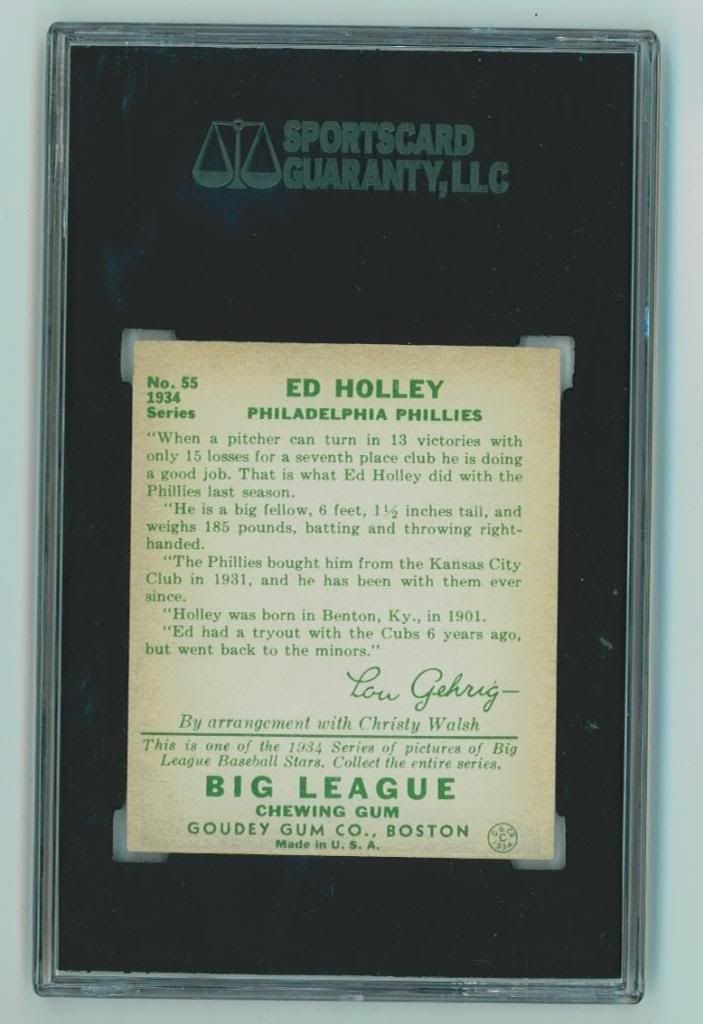 SPORTSCARD
GUARANTY, LLC
No. 55
1934
Series
ED HOLLEY
PHILADELPHIA PHILLIES
"When a pitcher can turn in 13 victories with
only 15 losses for a seventh place club he is doing
a good job. That is what Ed Holley did with the
Phillies last season.
"He is a big fellow, 6 feet, 1½ inches tall, and
weighs 185 pounds, batting and throwing right-
handed.
"The Phillies bought him from the Kansas City
Club in 1931, and he has been with them ever
since.
"Holley was born in Benton, Ky., in 1901.
"Ed had a tryout with the Cubs 6 years ago,
but went back to the minors."
Lou Gehrig
By arrangement with Christy Walsh
This is one of the 1934 Series of pictures of Big
League Baseball Stars. Collect the entire series.
BIG LEAGUE
CHEWING GUM
GOUDEY GUM CO., BOSTON
Made in U. S. A.